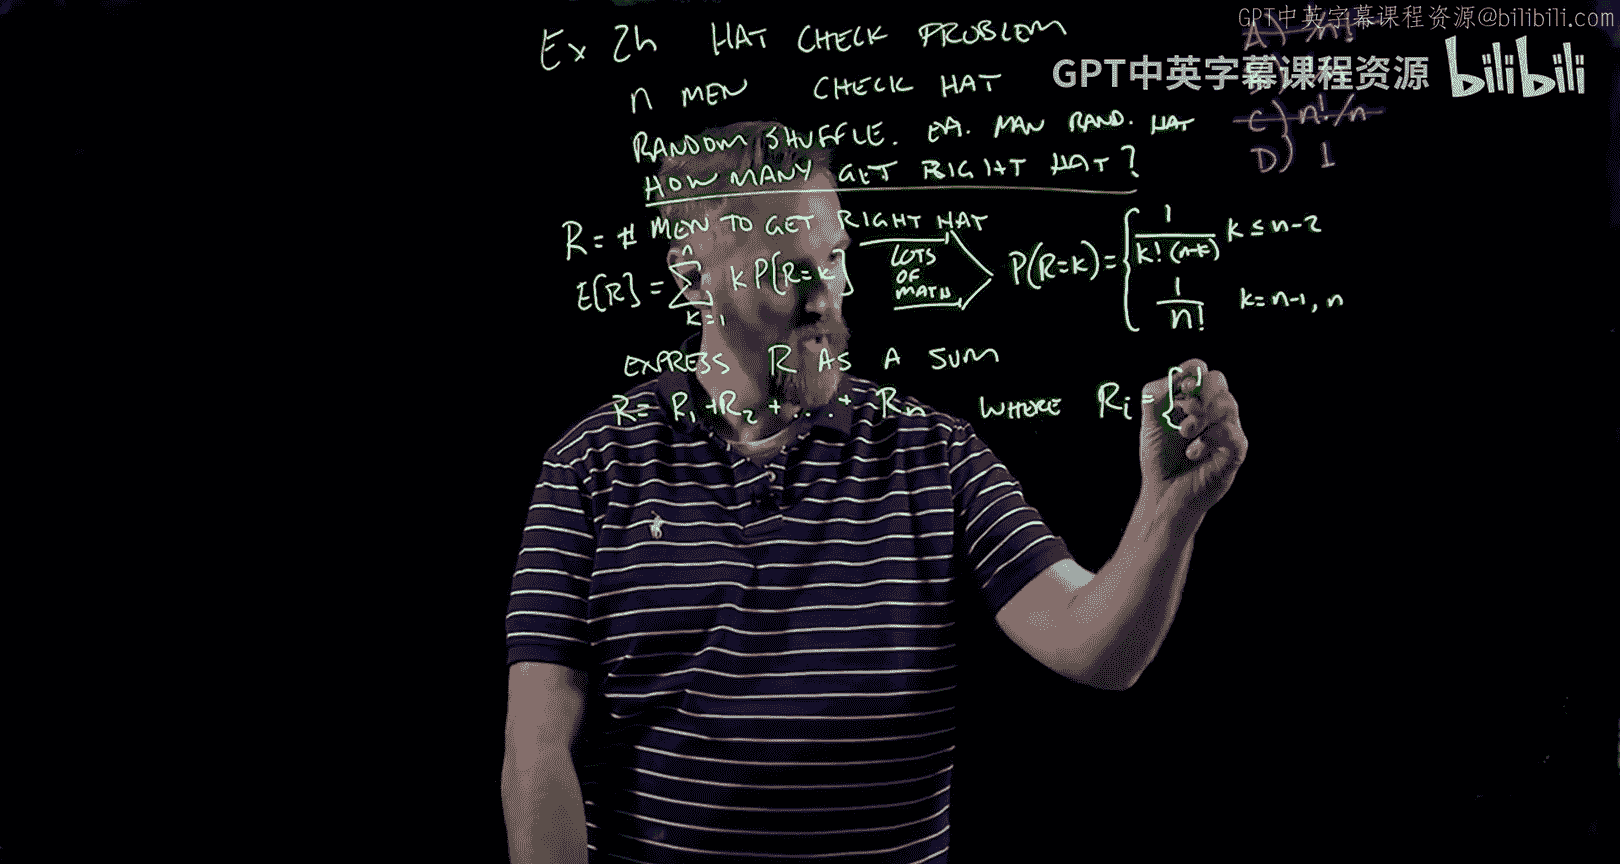 GPT中英字幕课程资源@bilibili.com
GPT中英字幕课程资源 bilibili
Ex 2h HAT CHECK PROBLEM
n MEN CHECK HAT
RANDOM SHUFFLE. EA. MAN RAND. HAT
HOW MANY GET RIGHT HAT?
A) n!
C) n!/n
D) 1
R = # MEN TO GET RIGHT HAT
E[R] = \sum_{k=1}^{n} k P[R=k]
LOTS
OF
MATH
P(R=k) = { 1/(k!(n-k)) k ≤ n-2
1/n! k=n-1, n
EXPRESS R AS A SUM
R = R₁+R₂ + ... + Rn WHERE Ri = { 1